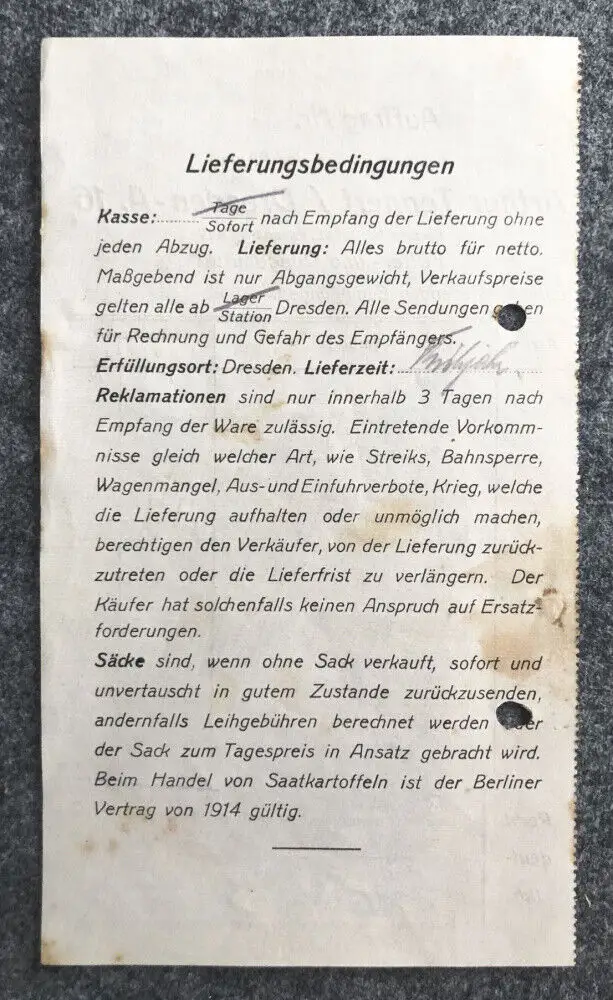 Lieferungsbedingungen
Kasse: Tage
Sofort nach Empfang der Lieferung ohne
jeden Abzug. Lieferung: Alles brutto für netto.
Maßgebend ist nur Abgangsgewicht, Verkaufspreise
gelten alle ab Lager
Station Dresden. Alle Sendungen
für Rechnung und Gefahr des Empfängers.
Erfüllungsort: Dresden. Lieferzeit:
Reklamationen sind nur innerhalb 3 Tagen nach
Empfang der Ware zulässig. Eintretende Vorkomm-
nisse gleich welcher Art, wie Streiks, Bahnsperre,
Wagenmangel, Aus- und Einfuhrverbote, Krieg, welche
die Lieferung aufhalten oder unmöglich machen,
berechtigen den Verkäufer, von der Lieferung zurück-
zutreten oder die Lieferfrist zu verlängern. Der
Käufer hat solchenfalls keinen Anspruch auf Ersatz-
forderungen.
Säcke sind, wenn ohne Sack verkauft, sofort und
unvertauscht in gutem Zustande zurückzusenden,
andernfalls Leihgebühren berechnet werden oder
der Sack zum Tagespreis in Ansatz gebracht wird.
Beim Handel von Saatkartoffeln ist der Berliner
Vertrag von 1914 gültig.